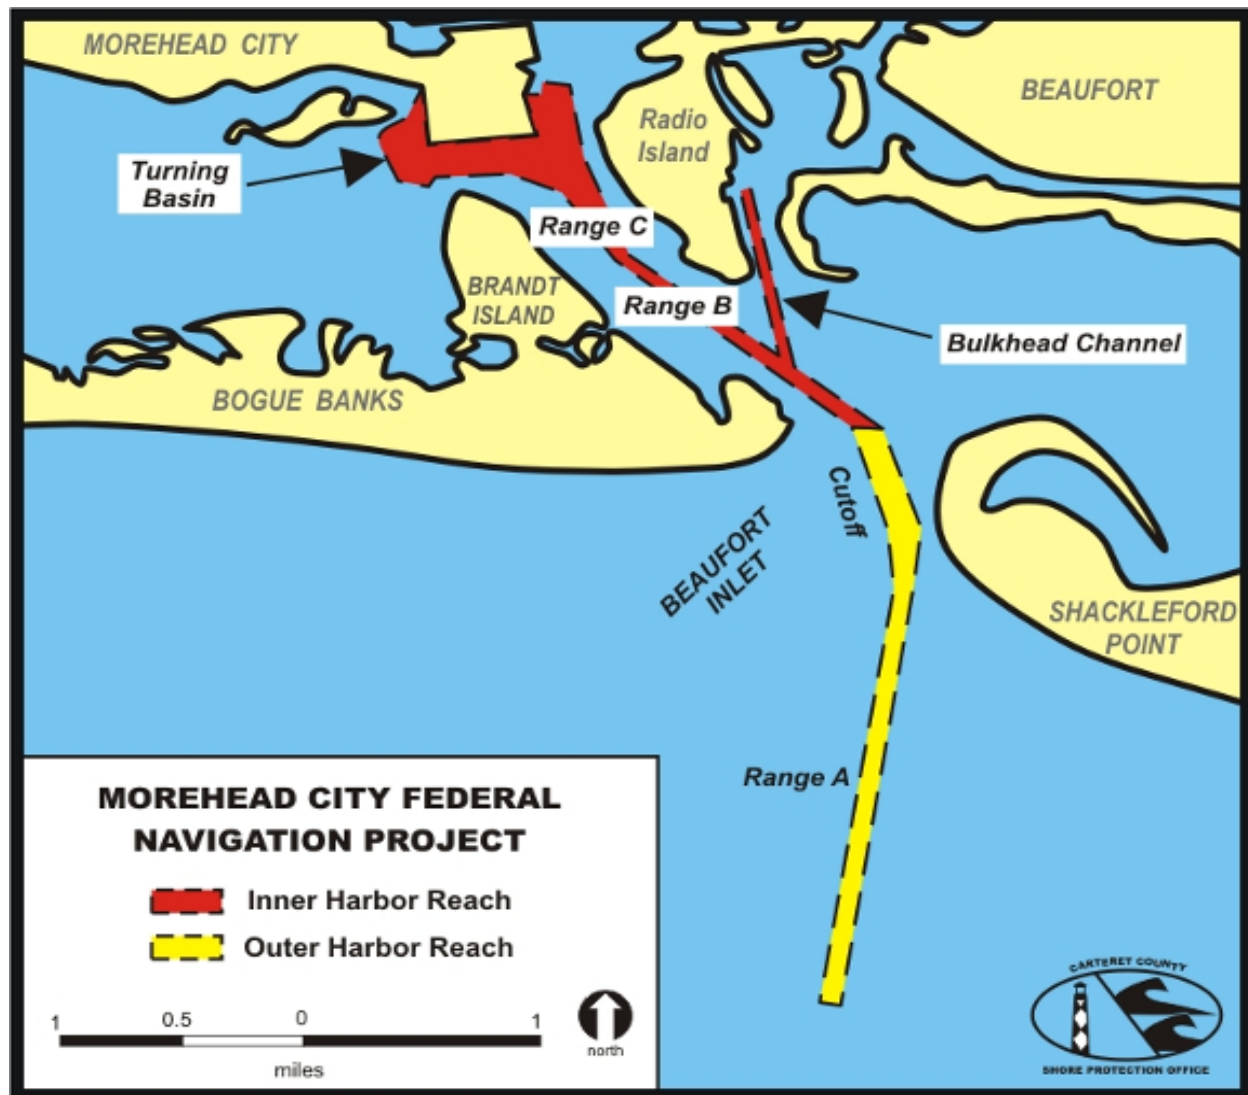 MOREHEAD CITY
BEAUFORT
Radio
Island
Turning
Basin
Range C
BRANDT
ISLAND
Range B
Bulkhead Channel
BOGUE BANKS
Cutoff
BEAUFORT
INLET
SHACKLEFORD
POINT
Range A
MOREHEAD CITY FEDERAL
NAVIGATION PROJECT
Inner Harbor Reach
Outer Harbor Reach
1 0.5 0 1
miles
north
CARTERET COUNTY
SHORE PROTECTION OFFICE